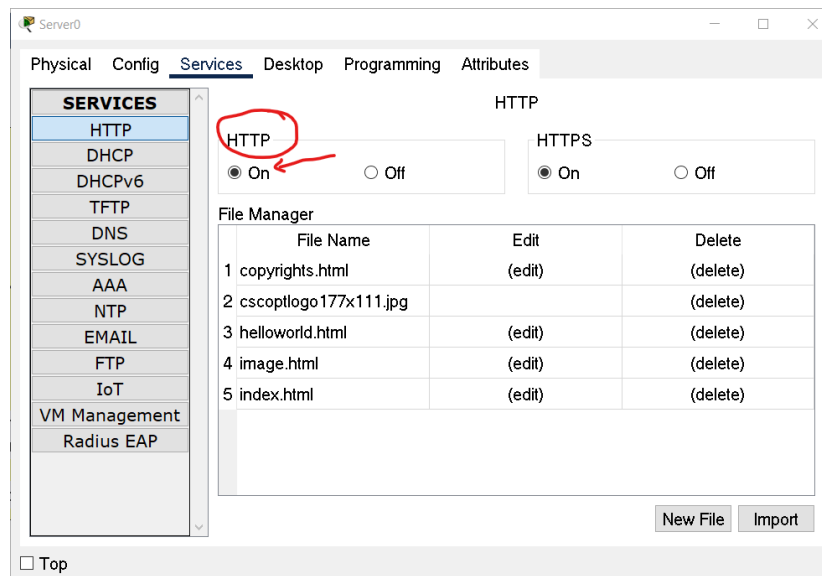 Server0
Physical Config Services Desktop Programming Attributes
SERVICES
HTTP
DHCP
DHCPv6
TFTP
DNS
SYSLOG
AAA
NTP
EMAIL
FTP
IoT
VM Management
Radius EAP
HTTP
HTTP
On Off
HTTPS
On Off
File Manager
File Name Edit Delete
1 copyrights.html (edit) (delete)
2 cscoptlogo177x111.jpg (delete)
3 helloworld.html (edit) (delete)
4 image.html (edit) (delete)
5 index.html (edit) (delete)
New File Import
Top